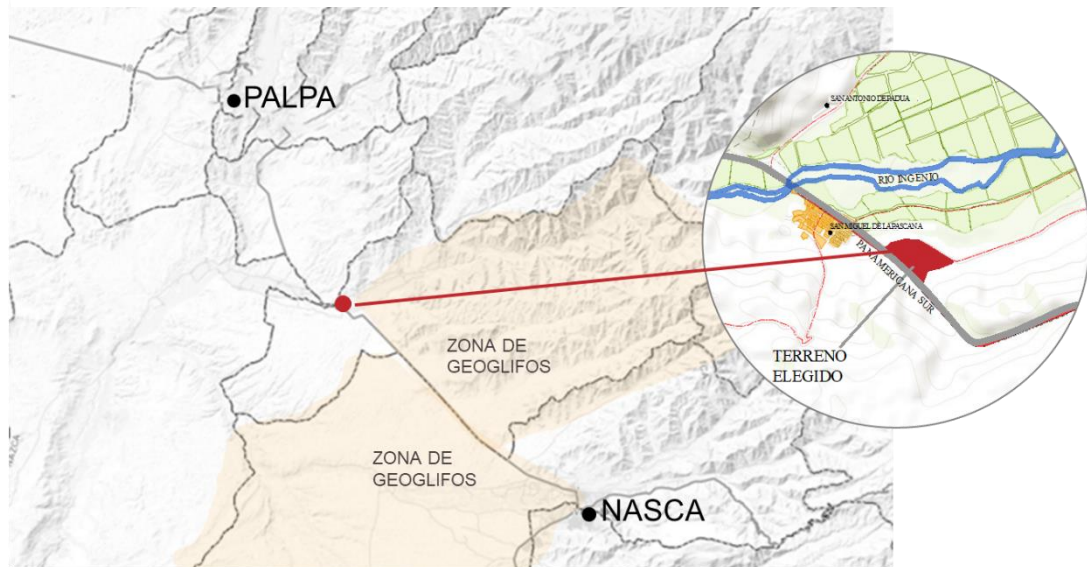 PALPA
SAN ANTONIO DE PADUA
RIO INGENIO
SAN MIGUEL DE LA PASCANA
PANAMERICANA SUR
TERRENO
ELEGIDO
ZONA DE
GEOGLIFOS
ZONA DE
GEOGLIFOS
NASCA